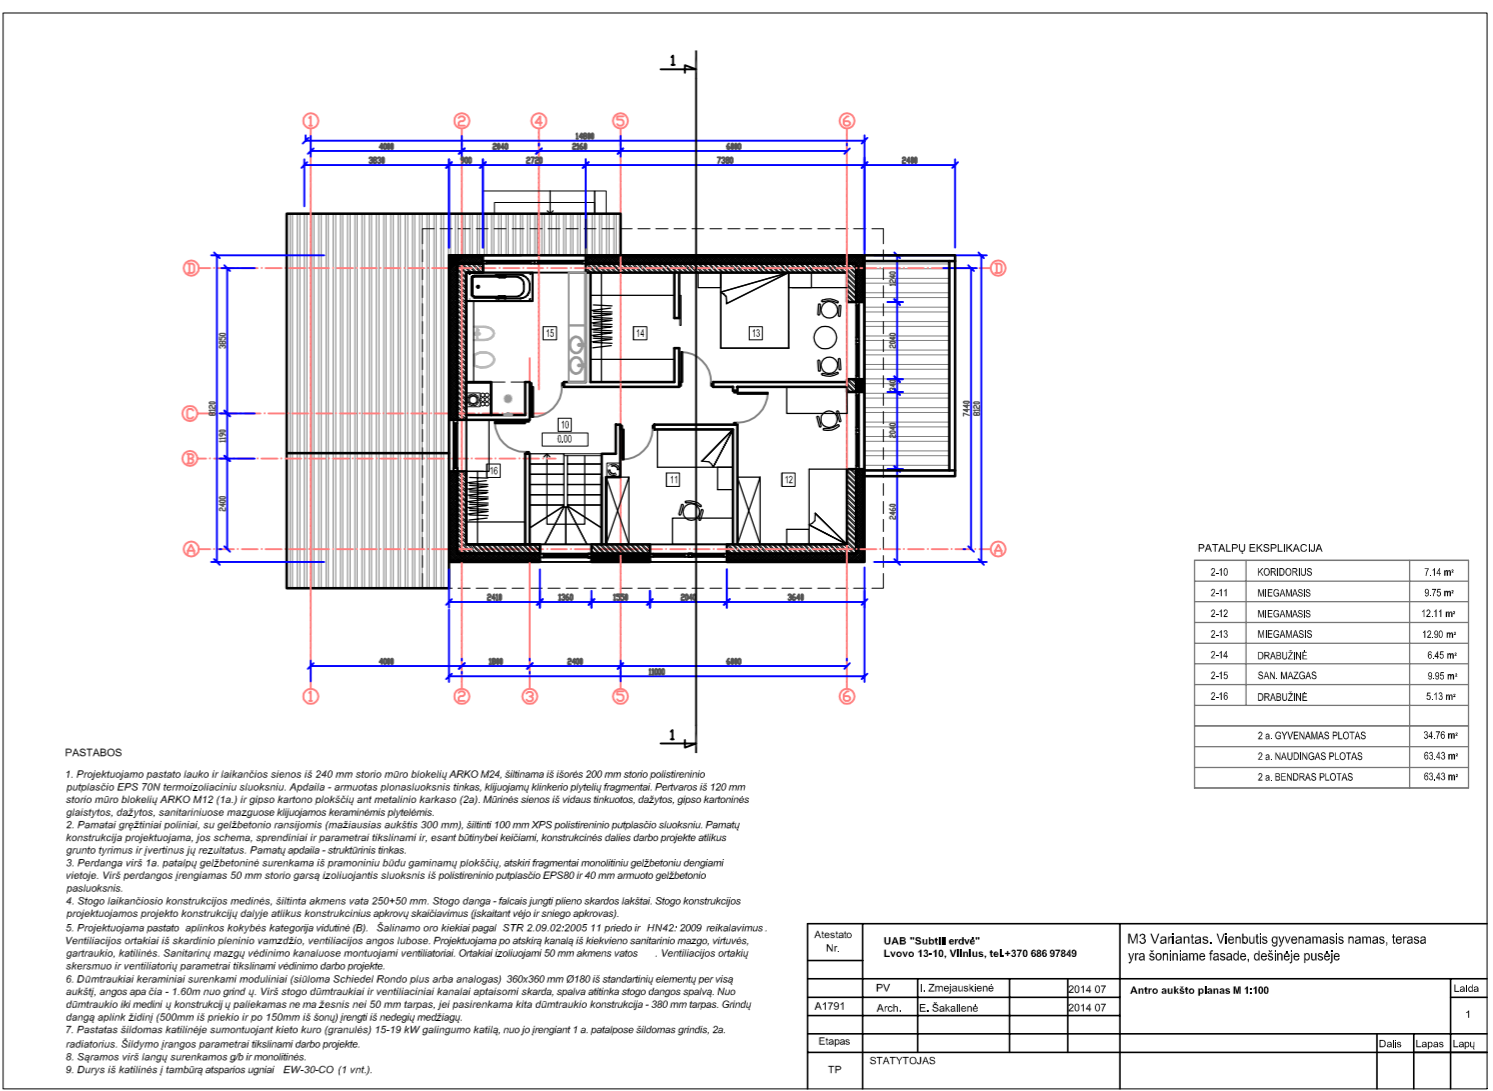 1
1 2 4 5 6
14800
4000 2040 2160 6000
3830 900 2720 7380 2400
D D
1240
3850 2040
15 14 13
240
C
8120 7440 8120
10
0.00
1190 2040
B
16 11 12
2400 2460
A A
2410 1360 1550 2040 3640
4000 1800 2400 6000
11000
1 2 3 5 6
1
PATALPŲ EKSPLIKACIJA
2-10 KORIDORIUS 7.14 m²
2-11 MIEGAMASIS 9.75 m²
2-12 MIEGAMASIS 12.11 m²
2-13 MIEGAMASIS 12.90 m²
2-14 DRABUŽINĖ 6.45 m²
2-15 SAN. MAZGAS 9.95 m²
2-16 DRABUŽINĖ 5.13 m²
2 a. GYVENAMAS PLOTAS 34.76 m²
2 a. NAUDINGAS PLOTAS 63.43 m²
2 a. BENDRAS PLOTAS 63,43 m²
PASTABOS
1. Projektuojamo pastato lauko ir laikančios sienos iš 240 mm storio mūro blokelių ARKO M24, šiltinama iš išorės 200 mm storio polistireninio
putplasčio EPS 70N termoizoliaciniu sluoksniu. Apdaila - armuotas plonasluoksnis tinkas, klijuojamų klinkerio plytelių fragmentai. Pertvaros iš 120 mm
storio mūro blokelių ARKO M12 (1a.) ir gipso kartono plokščių ant metalinio karkaso (2a). Mūrinės sienos iš vidaus tinkuotos, dažytos, gipso kartoninės
glaistytos, dažytos, sanitariniuose mazguose klijuojamos keraminėmis plytelėmis.
2. Pamatai gręžtiniai poliniai, su gelžbetonio ransijomis (mažiausias aukštis 300 mm), šiltinti 100 mm XPS polistireninio putplasčio sluoksniu. Pamatų
konstrukcija projektuojama, jos schema, sprendiniai ir parametrai tikslinami ir, esant būtinybei keičiami, konstrukcinės dalies darbo projekte atlikus
grunto tyrimus ir įvertinus jų rezultatus. Pamatų apdaila - struktūrinis tinkas.
3. Perdanga virš 1a. patalpų gelžbetoninė surenkama iš pramoniniu būdu gaminamų plokščių, atskiri fragmentai monolitiniu gelžbetoniu dengiami
vietoje. Virš perdangos įrengiamas 50 mm storio garsą izoliuojantis sluoksnis iš polistireninio putplasčio EPS80 ir 40 mm armuoto gelžbetonio
pasluoksnis.
4. Stogo laikančiosio konstrukcijos medinės, šiltinta akmens vata 250+50 mm. Stogo danga - falcais jungti plieno skardos lakštai. Stogo konstrukcijos
projektuojamos projekto konstrukcijų dalyje atlikus konstrukcinius apkrovų skaičiavimus (įskaitant vėjo ir sniego apkrovas).
5. Projektuojama pastato aplinkos kokybės kategorija vidutinė (B). Šalinamo oro kiekiai pagal STR 2.09.02:2005 11 priedo ir HN42: 2009 reikalavimus.
Ventiliacijos ortakiai iš skardinio pieninio vamzdžio, ventiliacijos angos lubose. Projektuojama po atskirą kanalą iš kiekvieno sanitarinio mazgo, virtuvės,
gartraukio, katilinės. Sanitarinų mazgų vėdinimo kanaluose montuojami ventiliatoriai. Ortakiai izoliuojami 50 mm akmens vatos . Ventiliacijos ortakių
skersmuo ir ventiliatorių parametrai tikslinami vėdinimo darbo projekte.
6. Dūmtraukiai keraminiai surenkami moduliniai (siūloma Schiedel Rondo plus arba analogas) 360x360 mm Ø180 iš standartinių elementų per visą
aukštį, angos apa čia - 1.60m nuo grind ų. Virš stogo dūmtraukiai ir ventiliaciniai kanalai aptaisomi skarda, spalva atitinka stogo dangos spalvą. Nuo
dūmtraukio iki medini ų konstrukcij ų paliekamas ne ma žesnis nei 50 mm tarpas, jei pasirenkama kita dūmtraukio konstrukcija - 380 mm tarpas. Grindų
dangą aplink židinį (500mm iš priekio ir po 150mm iš šonų) įrengti iš nedegių medžiagų.
7. Pastatas šildomas katilinėje sumontuojant kieto kuro (granulės) 15-19 kW galingumo katilą, nuo jo įrengiant 1 a. patalpose šildomas grindis, 2a.
radiatorius. Šildymo įrangos parametrai tikslinami darbo projekte.
8. Sąramos virš langų surenkamos g/b ir monolitinės.
9. Durys iš katilinės į tambūrą atsparios ugniai EW-30-CO (1 vnt.).
Atestato Nr.
UAB "Subtili erdvė"
Lvovo 13-10, Vilnius, tel.+370 686 97849
M3 Variantas. Vienbutis gyvenamasis namas, terasa
yra šoniniame fasade, dešinėje pusėje
PV I. Zmejauskienė 2014 07
Antro aukšto planas M 1:100 Laida
A1791 Arch. E. Šakalienė 2014 07 1
Etapas Dalis Lapas Lapų
TP STATYTOJAS